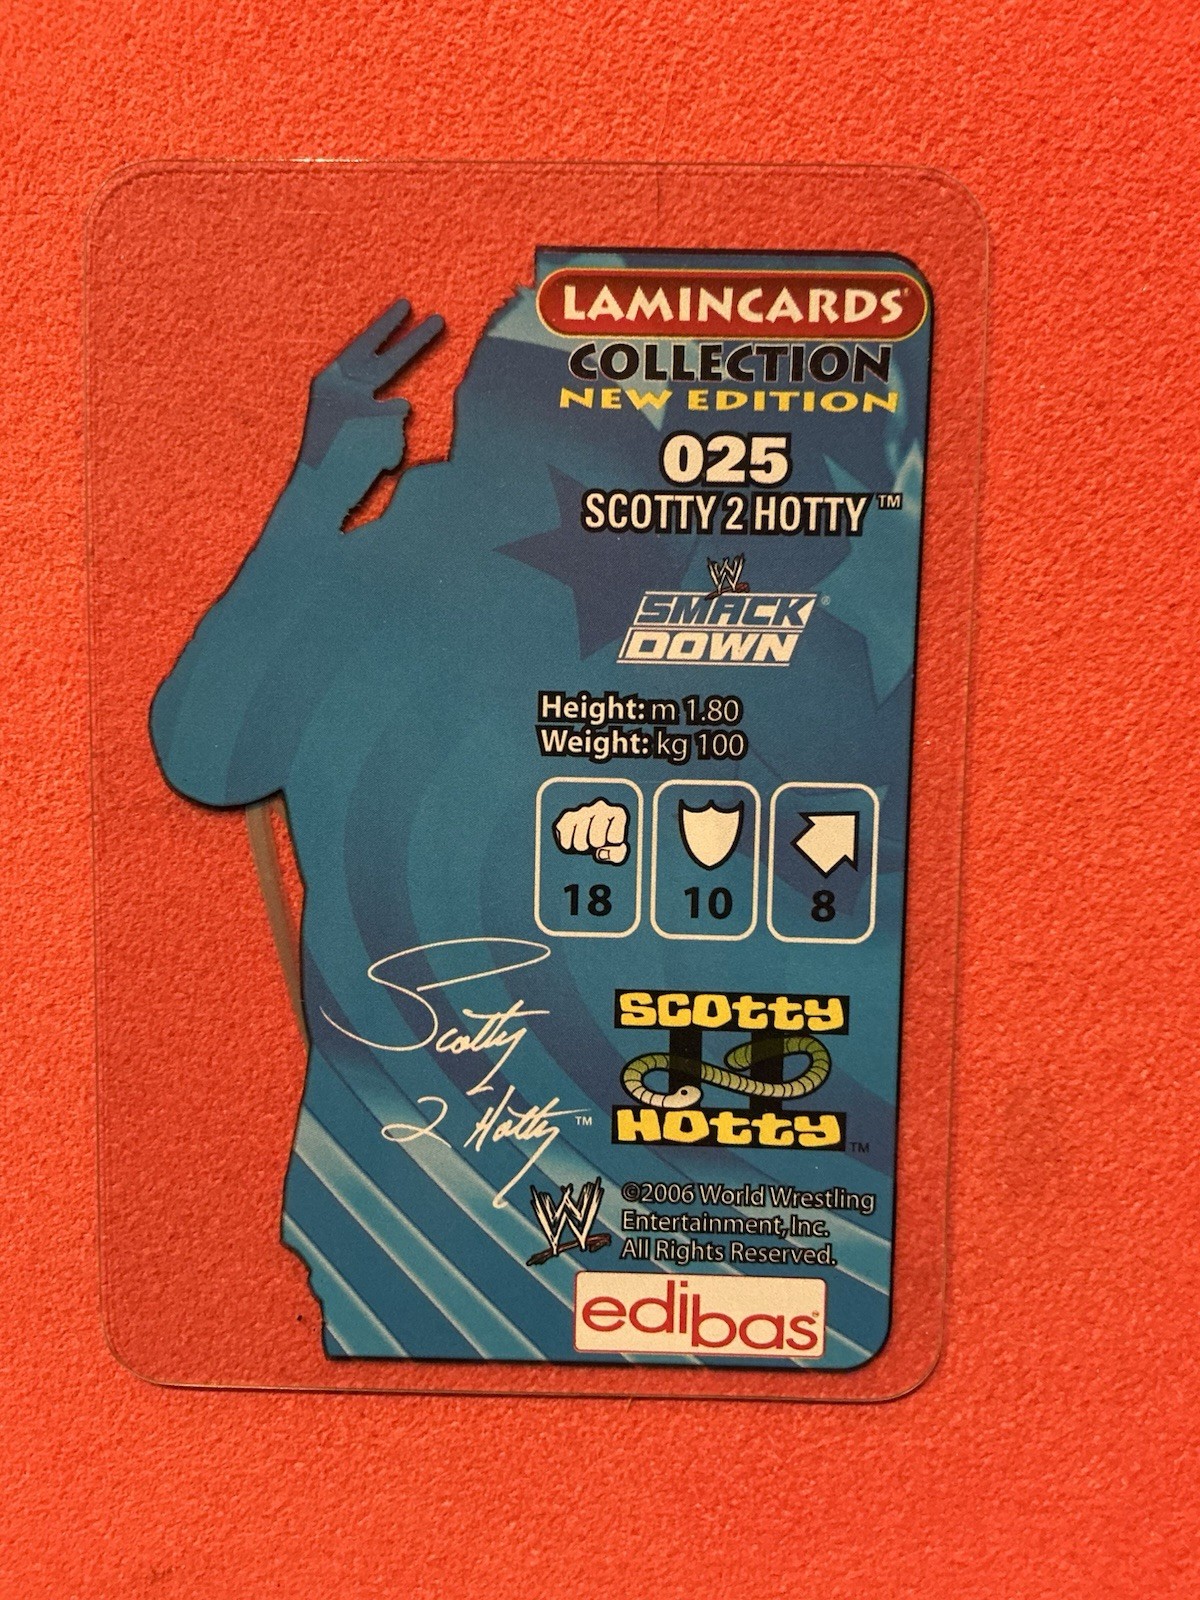 LAMINCARDS
COLLECTION
NEW EDITION
025
SCOTTY 2 HOTTY™
W
SMACK
DOWN®
Height: m 1.80
Weight: kg 100
18 10 8
Scotty
2 Hotty™
SCOTTY
II
HOTTY™
W
©2006 World Wrestling
Entertainment, Inc.
All Rights Reserved.
edibas